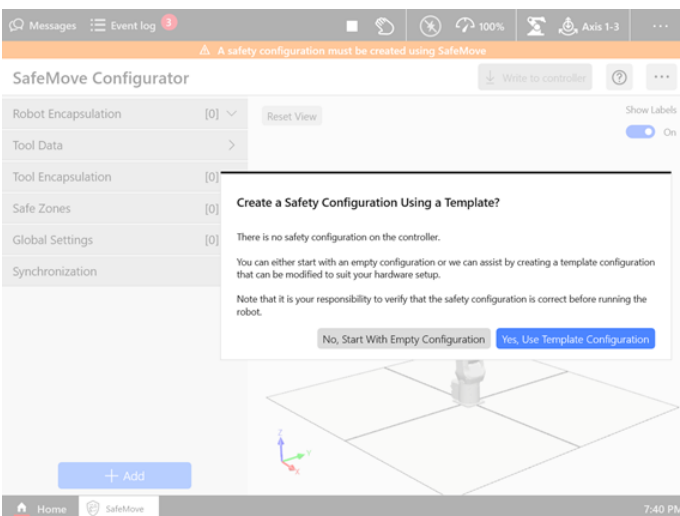 Messages Event log 3 100% Axis 1-3 ...
A safety configuration must be created using SafeMove
SafeMove Configurator Write to controller ? ...
Robot Encapsulation [0]
Reset View
Show Labels
On
Tool Data
Tool Encapsulation [0]
Safe Zones [0]
Global Settings [0]
Synchronization
Create a Safety Configuration Using a Template?
There is no safety configuration on the controller.
You can either start with an empty configuration or we can assist by creating a template configuration
that can be modified to suit your hardware setup.
Note that it is your responsibility to verify that the safety configuration is correct before running the
robot.
No, Start With Empty Configuration Yes, Use Template Configuration
Z
Y
X
+ Add
Home SafeMove 7:40 PM